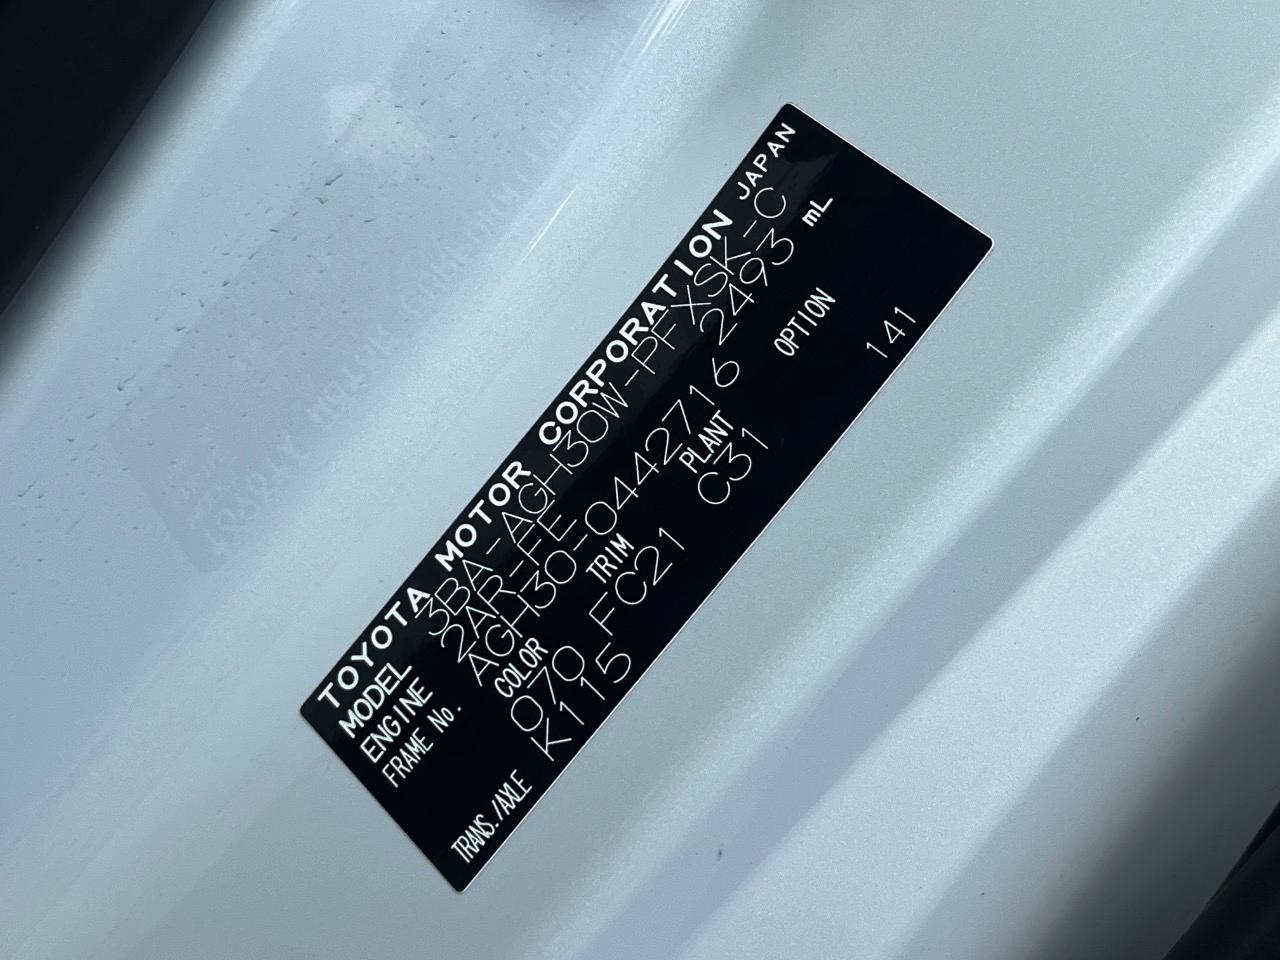 TOYOTA MOTOR CORPORATION JAPAN
MODEL 3BA-AGH30W-PFXSK-C
ENGINE 2AR-FE 2493 mL
FRAME No. AGH30-0442716
COLOR TRIM PLANT OPTION
070 FC21 C31 141
TRANS./AXLE K115